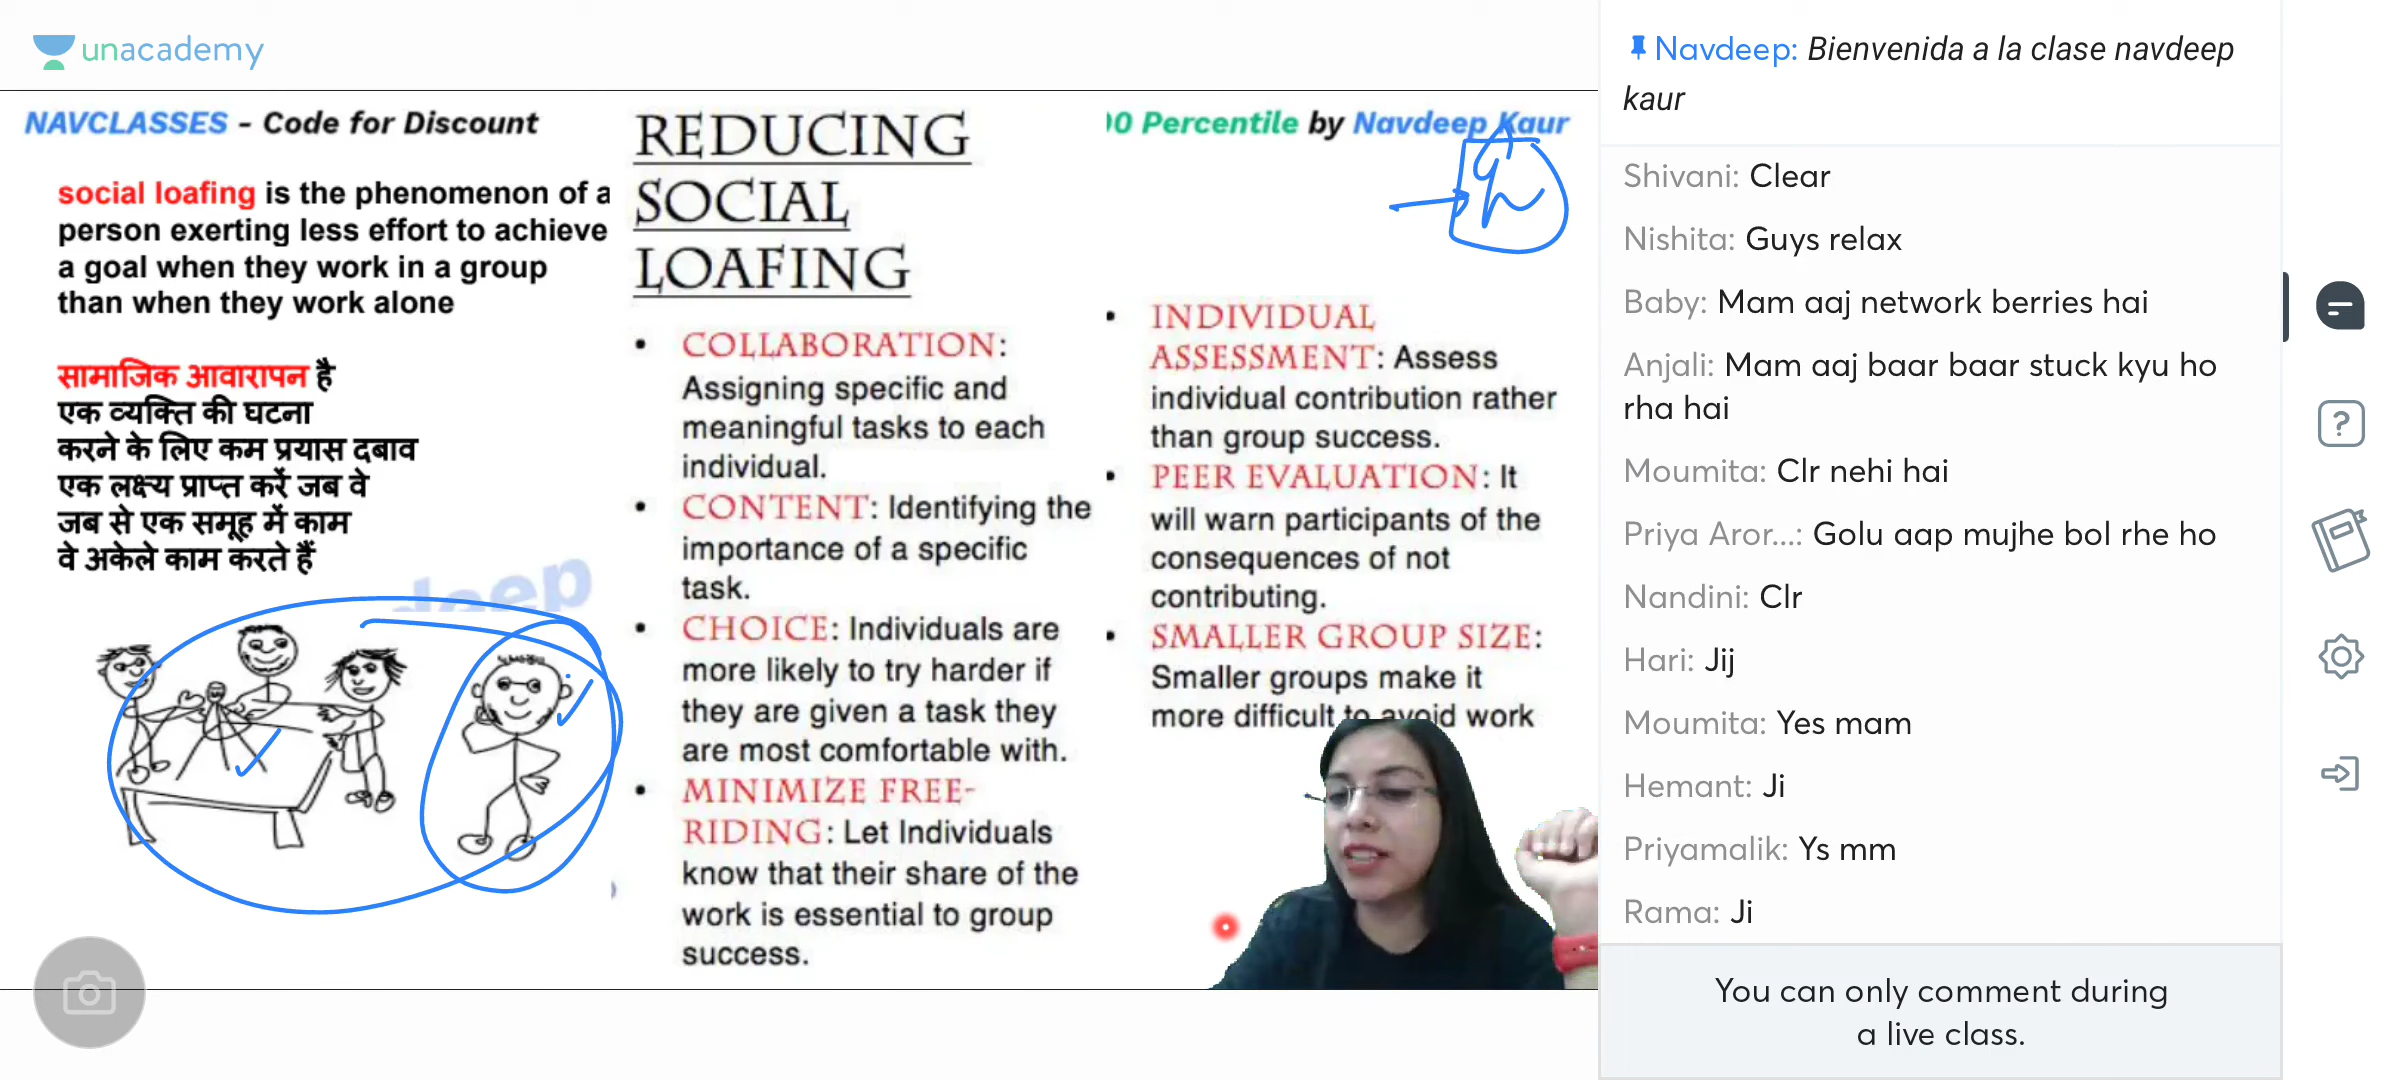 unacademy
NAVCLASSES - Code for Discount
social loafing is the phenomenon of a
person exerting less effort to achieve
a goal when they work in a group
than when they work alone
सामाजिक आवारापन है
एक व्यक्ति की घटना
करने के लिए कम प्रयास दबाव
एक लक्ष्य प्राप्त करें जब वे
जब से एक समूह में काम
वे अकेले काम करते हैं
deep
REDUCING
SOCIAL
LOAFING
• COLLABORATION:
Assigning specific and
meaningful tasks to each
individual.
• CONTENT: Identifying the
importance of a specific
task.
• CHOICE: Individuals are
more likely to try harder if
they are given a task they
are most comfortable with.
• MINIMIZE FREE-
RIDING: Let Individuals
know that their share of the
work is essential to group
success.
0 Percentile by Navdeep Kaur
• INDIVIDUAL
ASSESSMENT: Assess
individual contribution rather
than group success.
• PEER EVALUATION: It
will warn participants of the
consequences of not
contributing.
• SMALLER GROUP SIZE:
Smaller groups make it
more difficult to avoid work
Navdeep: Bienvenida a la clase navdeep
kaur
Shivani: Clear
Nishita: Guys relax
Baby: Mam aaj network berries hai
Anjali: Mam aaj baar baar stuck kyu ho
rha hai
Moumita: Clr nehi hai
Priya Aror...: Golu aap mujhe bol rhe ho
Nandini: Clr
Hari: Jij
Moumita: Yes mam
Hemant: Ji
Priyamalik: Ys mm
Rama: Ji
You can only comment during
a live class.